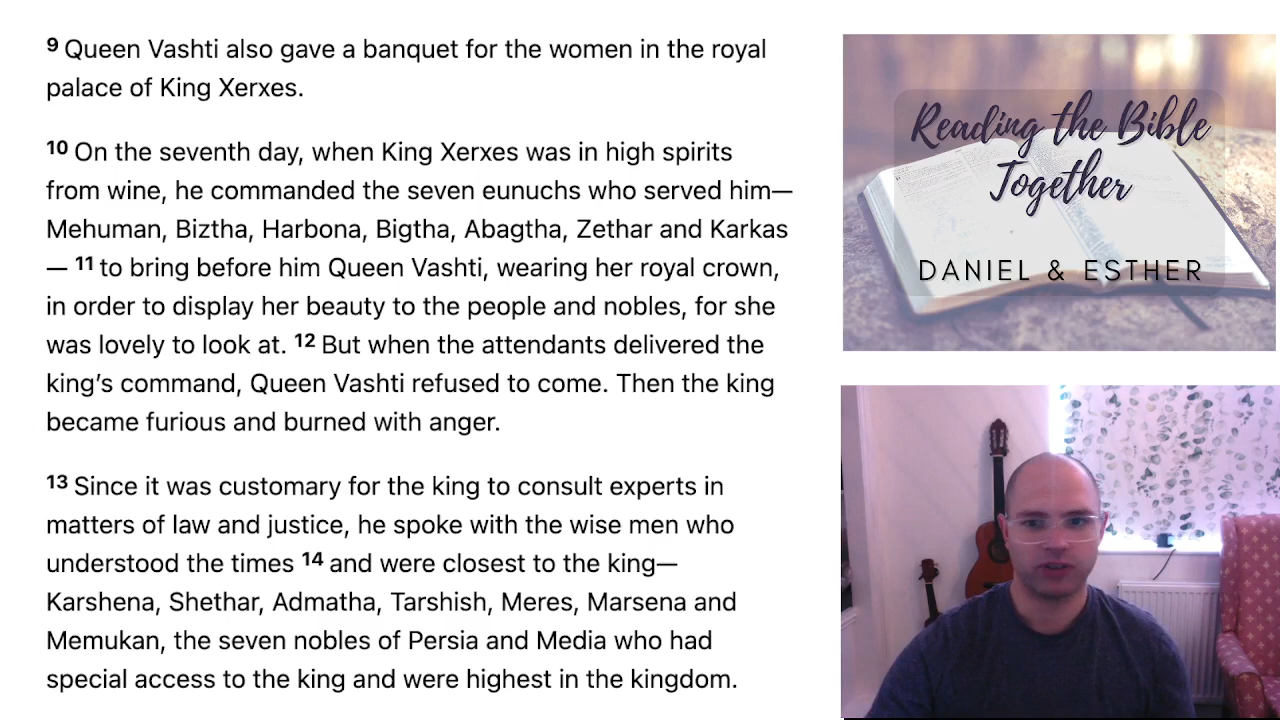 9 Queen Vashti also gave a banquet for the women in the royal
palace of King Xerxes.
10 On the seventh day, when King Xerxes was in high spirits
from wine, he commanded the seven eunuchs who served him—
Mehuman, Biztha, Harbona, Bigtha, Abagtha, Zethar and Karkas
— 11 to bring before him Queen Vashti, wearing her royal crown,
in order to display her beauty to the people and nobles, for she
was lovely to look at. 12 But when the attendants delivered the
king’s command, Queen Vashti refused to come. Then the king
became furious and burned with anger.
13 Since it was customary for the king to consult experts in
matters of law and justice, he spoke with the wise men who
understood the times 14 and were closest to the king—
Karshena, Shethar, Admatha, Tarshish, Meres, Marsena and
Memukan, the seven nobles of Persia and Media who had
special access to the king and were highest in the kingdom.
Reading the Bible
Together
DANIEL & ESTHER